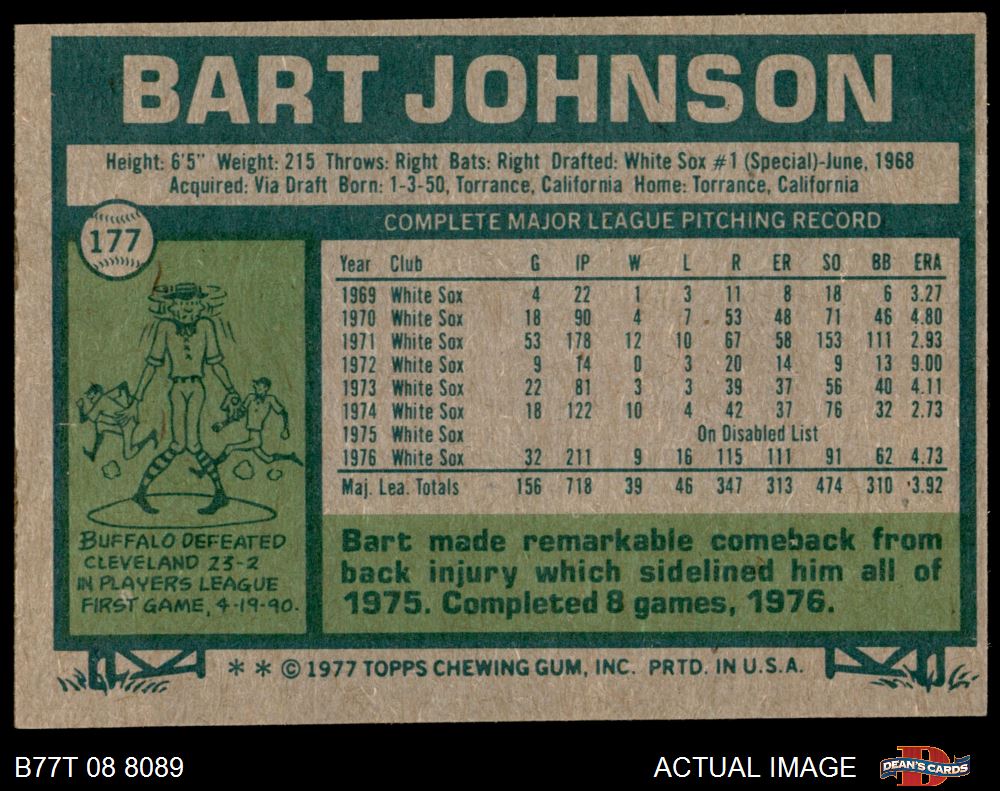 BART JOHNSON
Height: 6'5" Weight: 215 Throws: Right Bats: Right Drafted: White Sox #1 (Special)-June, 1968
Acquired: Via Draft Born: 1-3-50, Torrance, California Home: Torrance, California
177
COMPLETE MAJOR LEAGUE PITCHING RECORD
Year Club G IP W L R ER SO BB ERA
1969 White Sox 4 22 1 3 11 8 18 6 3.27
1970 White Sox 18 90 4 7 53 48 71 46 4.80
1971 White Sox 53 178 12 10 67 58 153 111 2.93
1972 White Sox 9 14 0 3 20 14 9 13 9.00
1973 White Sox 22 81 3 3 39 37 56 40 4.11
1974 White Sox 18 122 10 4 42 37 76 32 2.73
1975 White Sox On Disabled List
1976 White Sox 32 211 9 16 115 111 91 62 4.73
Maj. Lea. Totals 156 718 39 46 347 313 474 310 3.92
BUFFALO DEFEATED
CLEVELAND 23-2
IN PLAYERS LEAGUE
FIRST GAME, 4-19-90.
Bart made remarkable comeback from
back injury which sidelined him all of
1975. Completed 8 games, 1976.
* * © 1977 TOPPS CHEWING GUM, INC. PRTD. IN U.S.A.
B77T 08 8089
ACTUAL IMAGE
D
DEAN'S CARDS